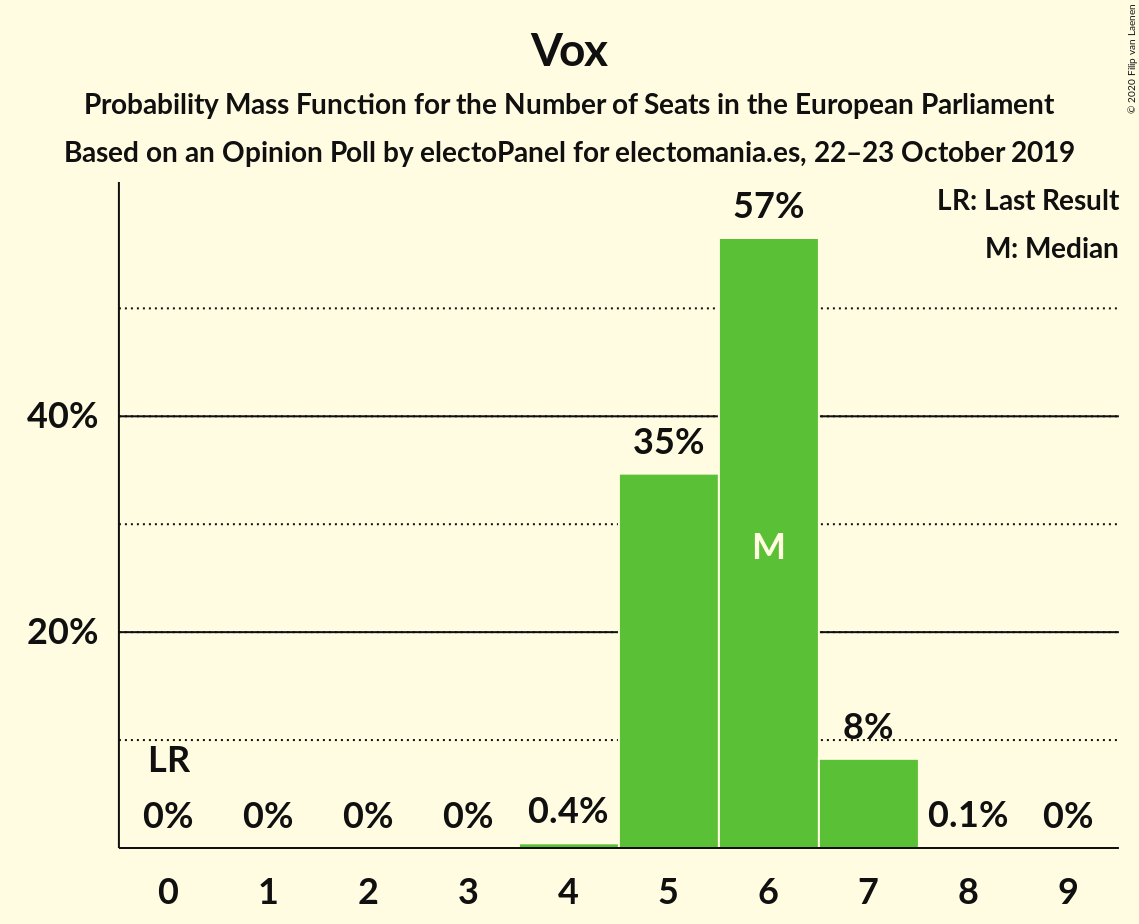 Vox
Probability Mass Function for the Number of Seats in the European Parliament
Based on an Opinion Poll by electoPanel for electomania.es, 22–23 October 2019
© 2020 Filip van Laenen
LR: Last Result
M: Median
57%
40%
35%
M
20%
8%
LR
0% 0% 0% 0% 0.4% 0.1% 0%
0 1 2 3 4 5 6 7 8 9